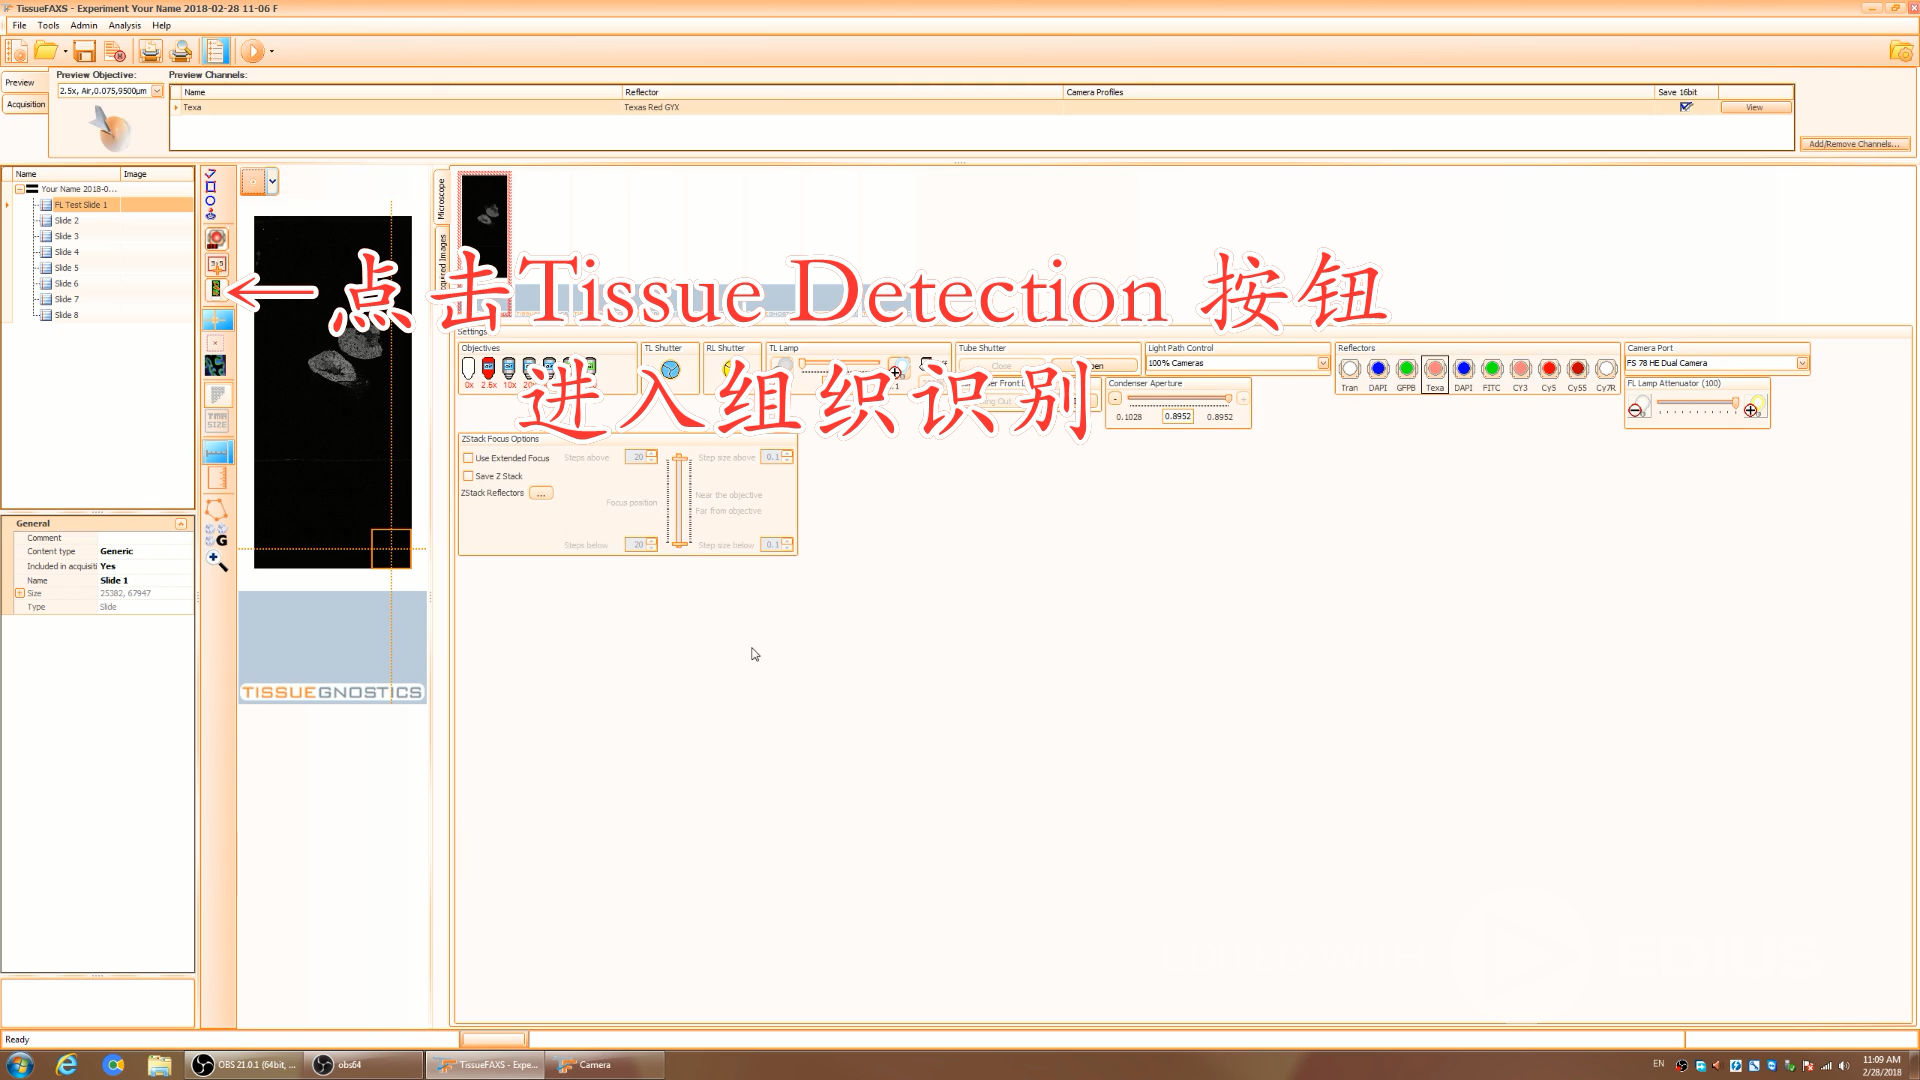 TissueFAXS - Experiment Your Name 2018-02-28 11-06 F
File Tools Admin Analysis Help
Preview
Acquisition
Preview Objective:
2.5x, Air,0.075,9500µm
Preview Channels:
Name Reflector Camera Profiles Save 16bit
Texa Texas Red GYX View
Add/Remove Channels...
Name Image
Your Name 2018-0...
FL Test Slide 1
Slide 2
Slide 3
Slide 4
Slide 5
Slide 6
Slide 7
Slide 8
General
Comment
Content type Generic
Included in acquisiti Yes
Name Slide 1
Size 25382, 67947
Type Slide
TMA SIZE
G
TISSUEGNOSTICS
Microscope
点击Tissue Detection 按钮
进入组织识别
Settings
Objectives
0x 2.5x 10x
TL Shutter
RL Shutter
TL Lamp
Tube Shutter
Close
Light Path Control
100% Cameras
Condenser Aperture
0.1028 0.8952 0.8952
Reflectors
Tran DAPI GFPB Texa DAPI FITC CY3 Cy5 Cy55 Cy7R
Camera Port
FS 78 HE Dual Camera
FL Lamp Attenuator (100)
ZStack Focus Options
Use Extended Focus
Save Z Stack
ZStack Reflectors ...
Steps above 20
Step size above 0.1
Focus position
Near the objective
Far from objective
Steps below 20
Step size below 0.1
Ready
OBS 21.0.1 (64bit, ...
obs64
TissueFAXS - Expe...
Camera
EN
11:09 AM
2/28/2018